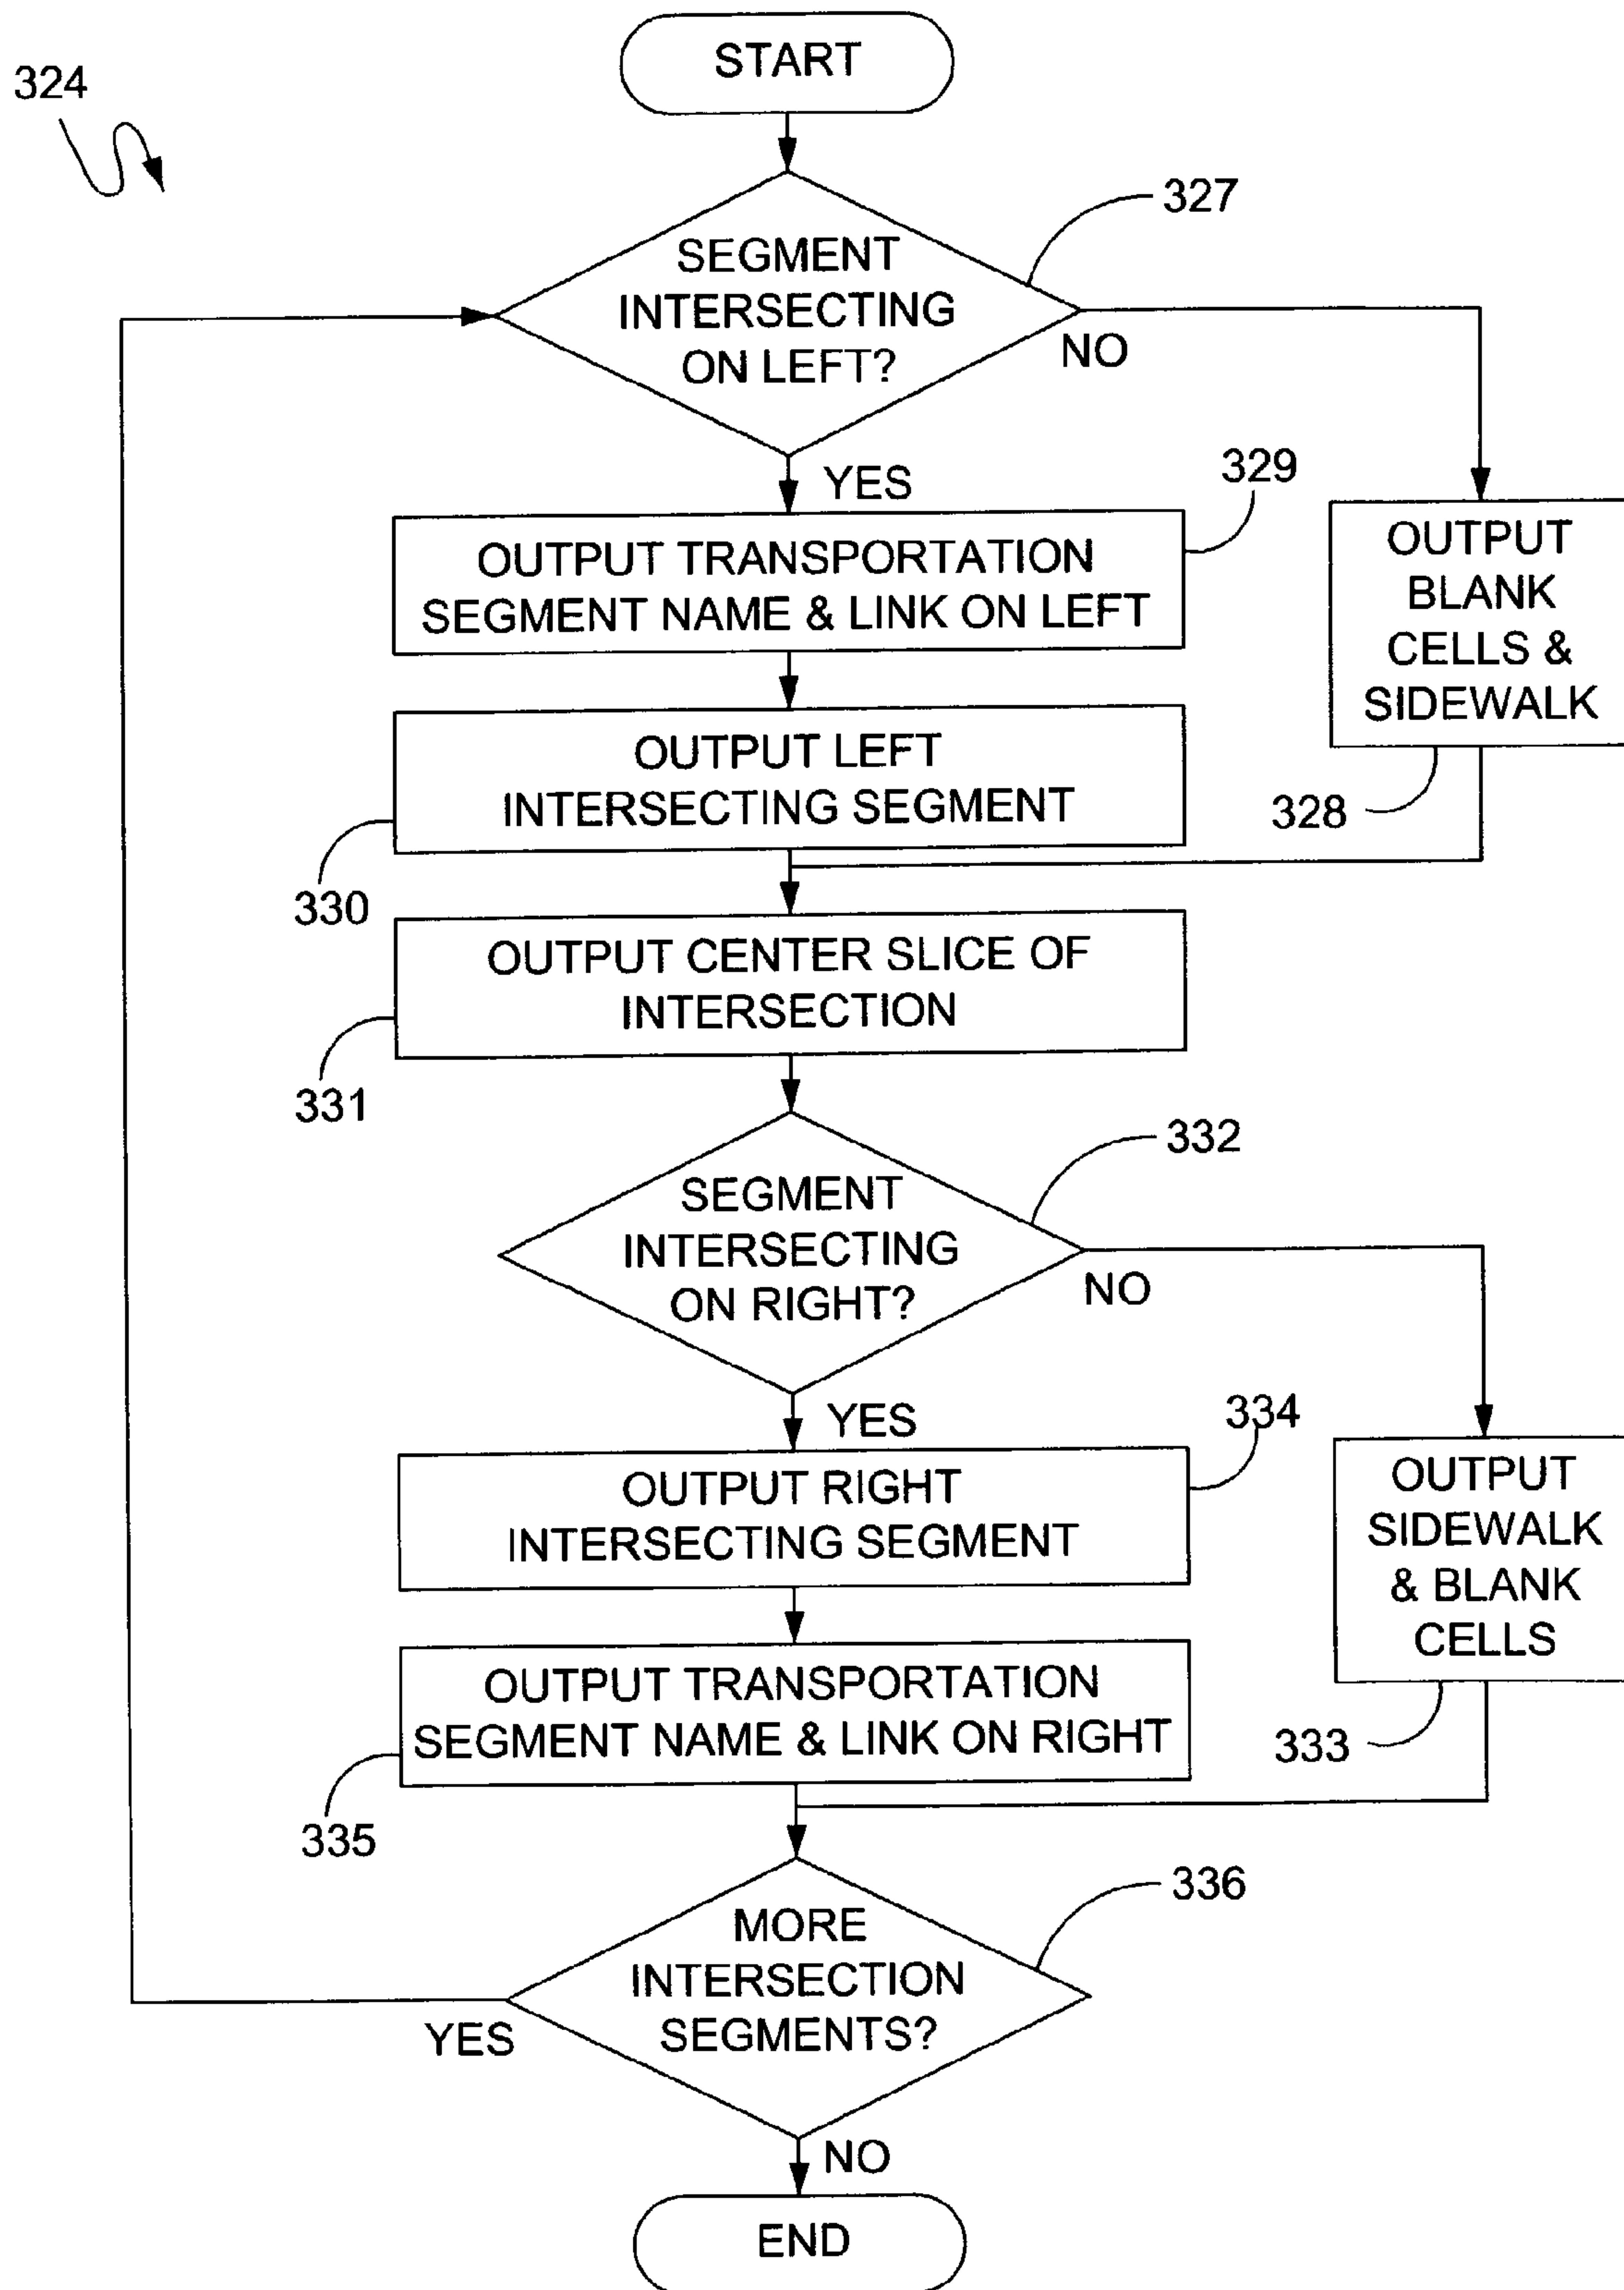 START
324
327
SEGMENT
INTERSECTING
ON LEFT?
NO
YES
329
OUTPUT TRANSPORTATION
SEGMENT NAME & LINK ON LEFT
OUTPUT
BLANK
CELLS &
SIDEWALK
328
OUTPUT LEFT
INTERSECTING SEGMENT
330
OUTPUT CENTER SLICE OF
INTERSECTION
331
332
SEGMENT
INTERSECTING
ON RIGHT?
NO
YES
334
OUTPUT RIGHT
INTERSECTING SEGMENT
OUTPUT
SIDEWALK
& BLANK
CELLS
333
OUTPUT TRANSPORTATION
SEGMENT NAME & LINK ON RIGHT
335
336
MORE
INTERSECTION
SEGMENTS?
YES
NO
END